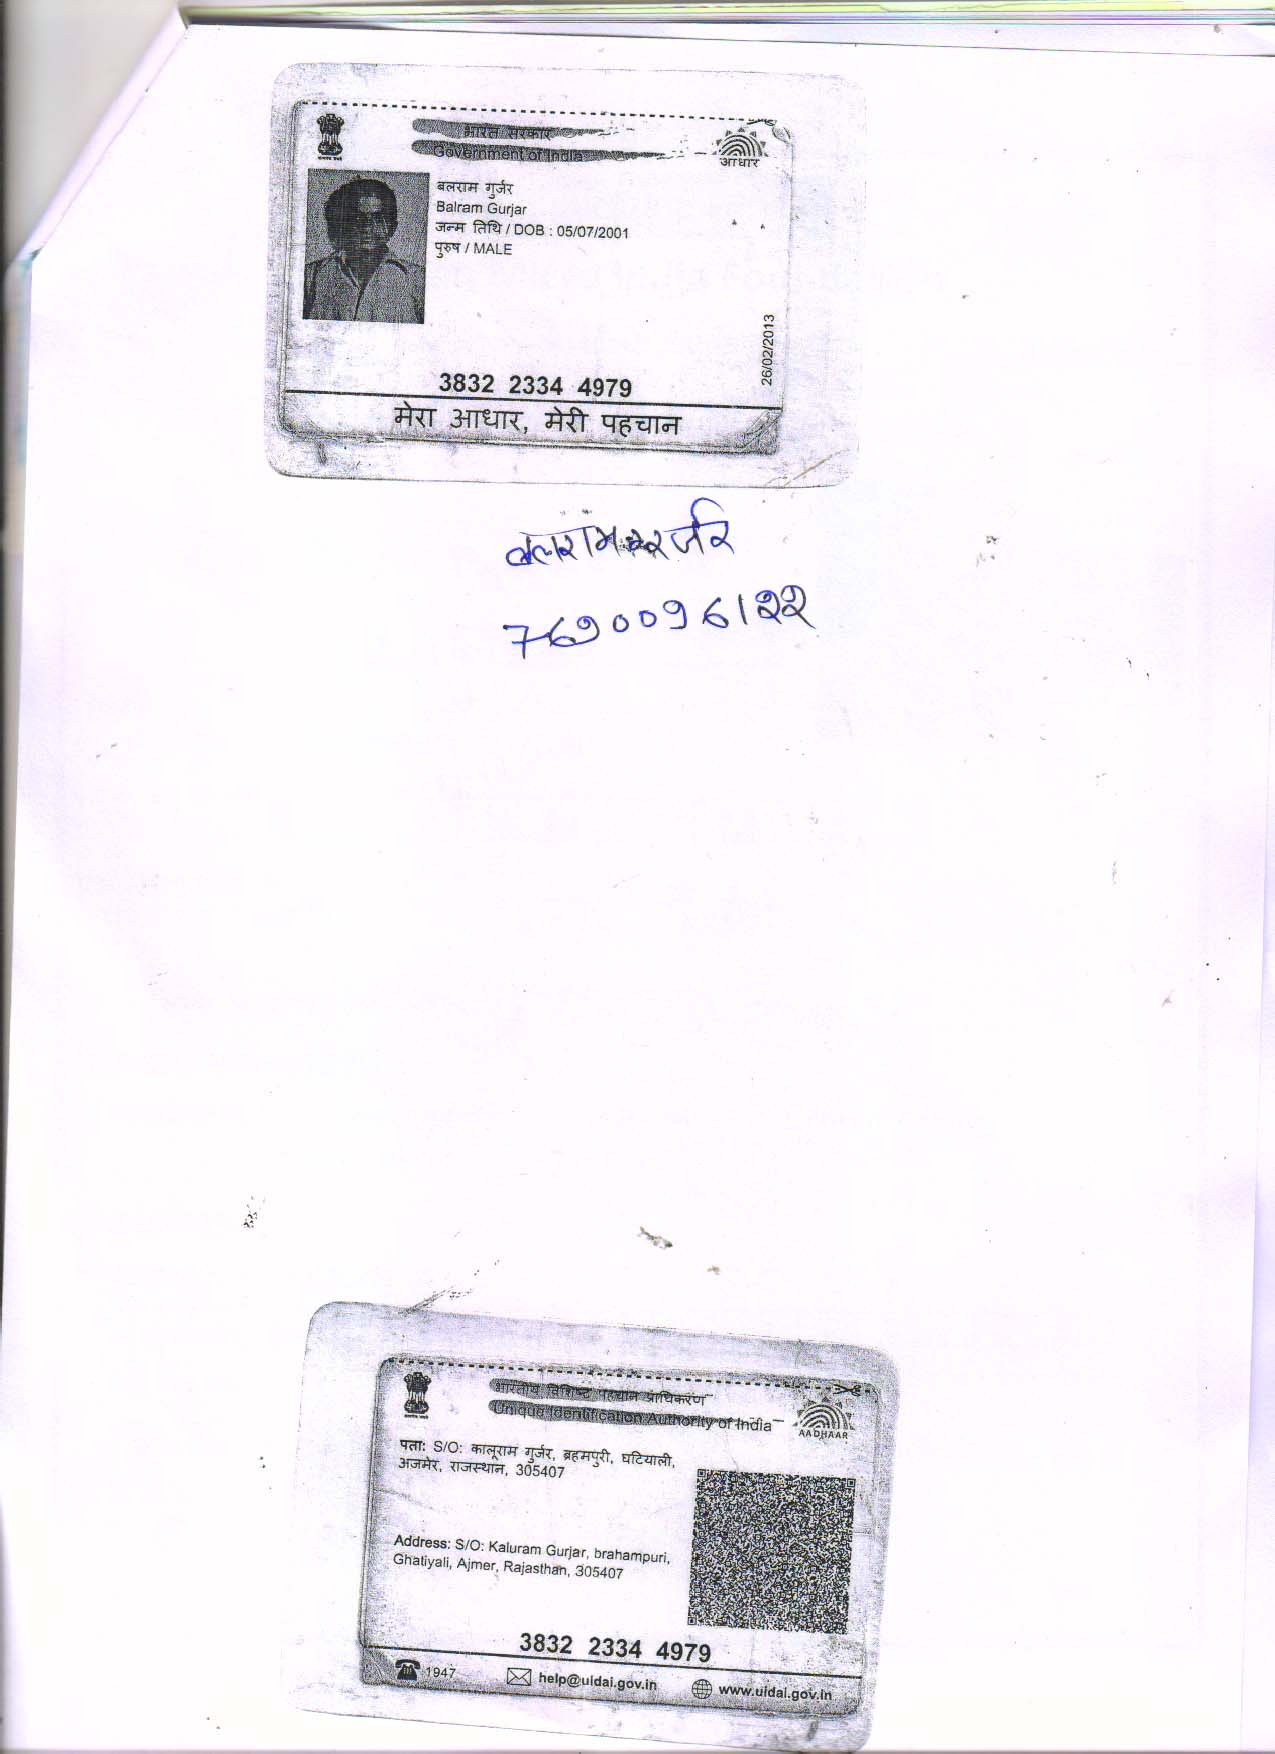 भारत सरकार
Government of India
आधार
बलराम गुर्जर
Balram Gurjar
जन्म तिथि / DOB : 05/07/2001
पुरुष / MALE
26/02/2013
3832 2334 4979
मेरा आधार, मेरी पहचान
7690096122
भारतीय विशिष्ट पहचान प्राधिकरण
Unique Identification Authority of India
AADHAAR
पता: S/O: कालूराम गुर्जर, ब्रहमपुरी, घटियाली,
अजमेर, राजस्थान, 305407
Address: S/O: Kaluram Gurjar, brahampuri,
Ghatiyali, Ajmer, Rajasthan, 305407
3832 2334 4979
1947
help@uidai.gov.in
www.uidai.gov.in